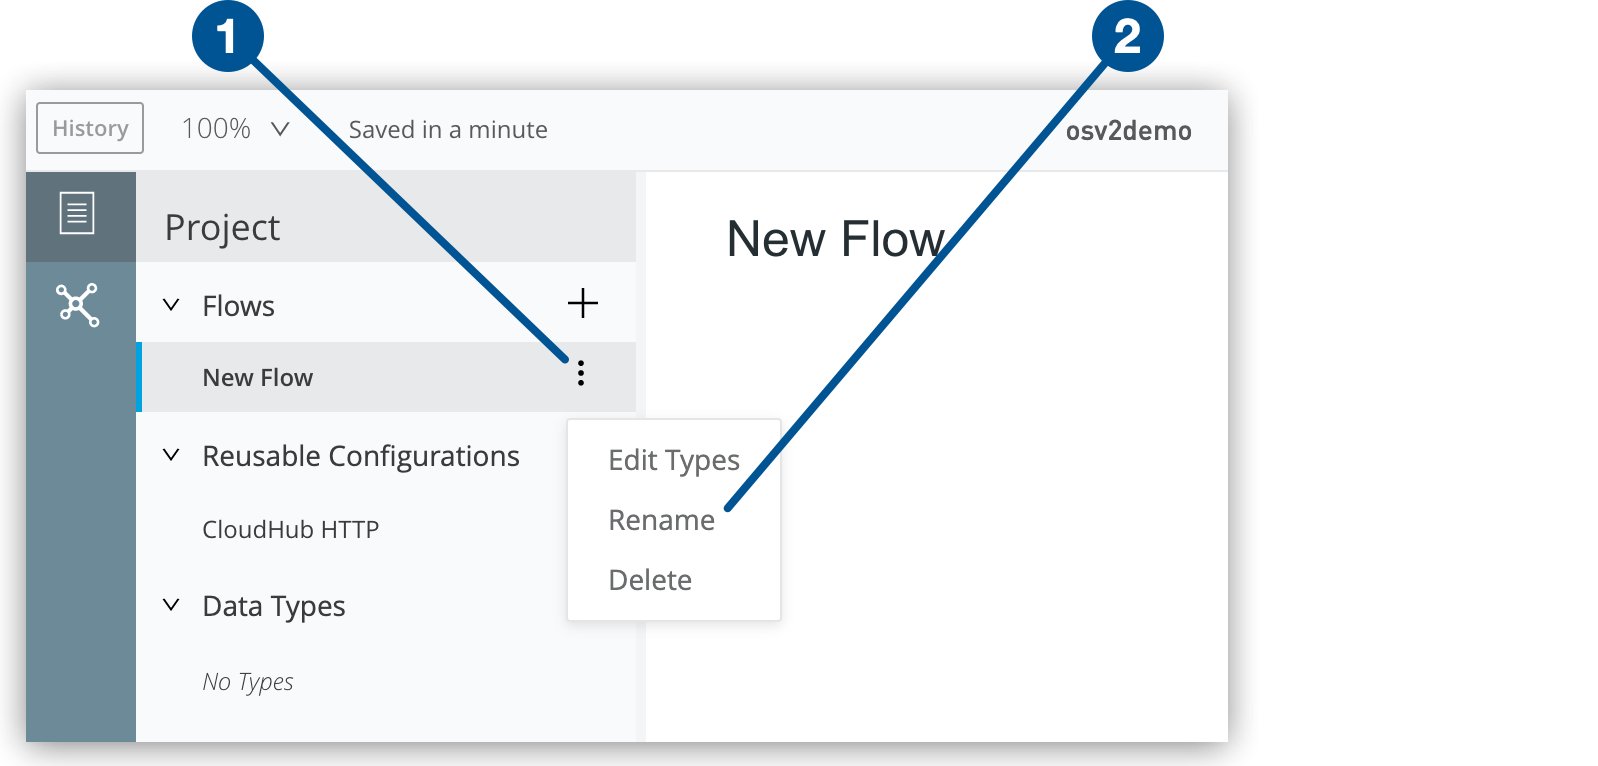 1
2
History
100%
Saved in a minute
osv2demo
Project
New Flow
Flows
New Flow
Reusable Configurations
Edit Types
Rename
CloudHub HTTP
Delete
Data Types
No Types